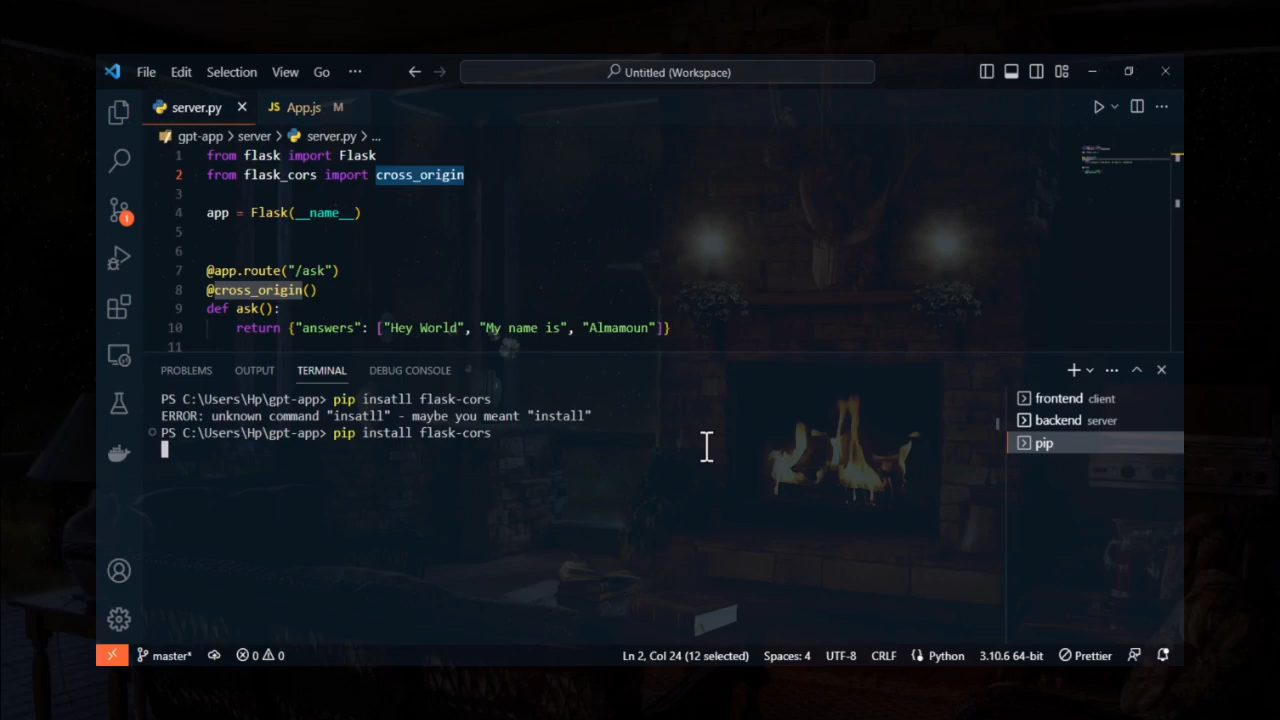 File Edit Selection View Go ··· Untitled (Workspace)
server.py JS App.js M
gpt-app > server > server.py > ...
1 from flask import Flask
2 from flask_cors import cross_origin
3
4 app = Flask(__name__)
5
6
7 @app.route("/ask")
8 @cross_origin()
9 def ask():
10 return {"answers": ["Hey World", "My name is", "Almamoun"]}
11
1
PROBLEMS OUTPUT TERMINAL DEBUG CONSOLE
PS C:\Users\Hp\gpt-app> pip insatll flask-cors
ERROR: unknown command "insatll" - maybe you meant "install"
PS C:\Users\Hp\gpt-app> pip install flask-cors
frontend client
backend server
pip
master* 0 0 Ln 2, Col 24 (12 selected) Spaces: 4 UTF-8 CRLF Python 3.10.6 64-bit Prettier